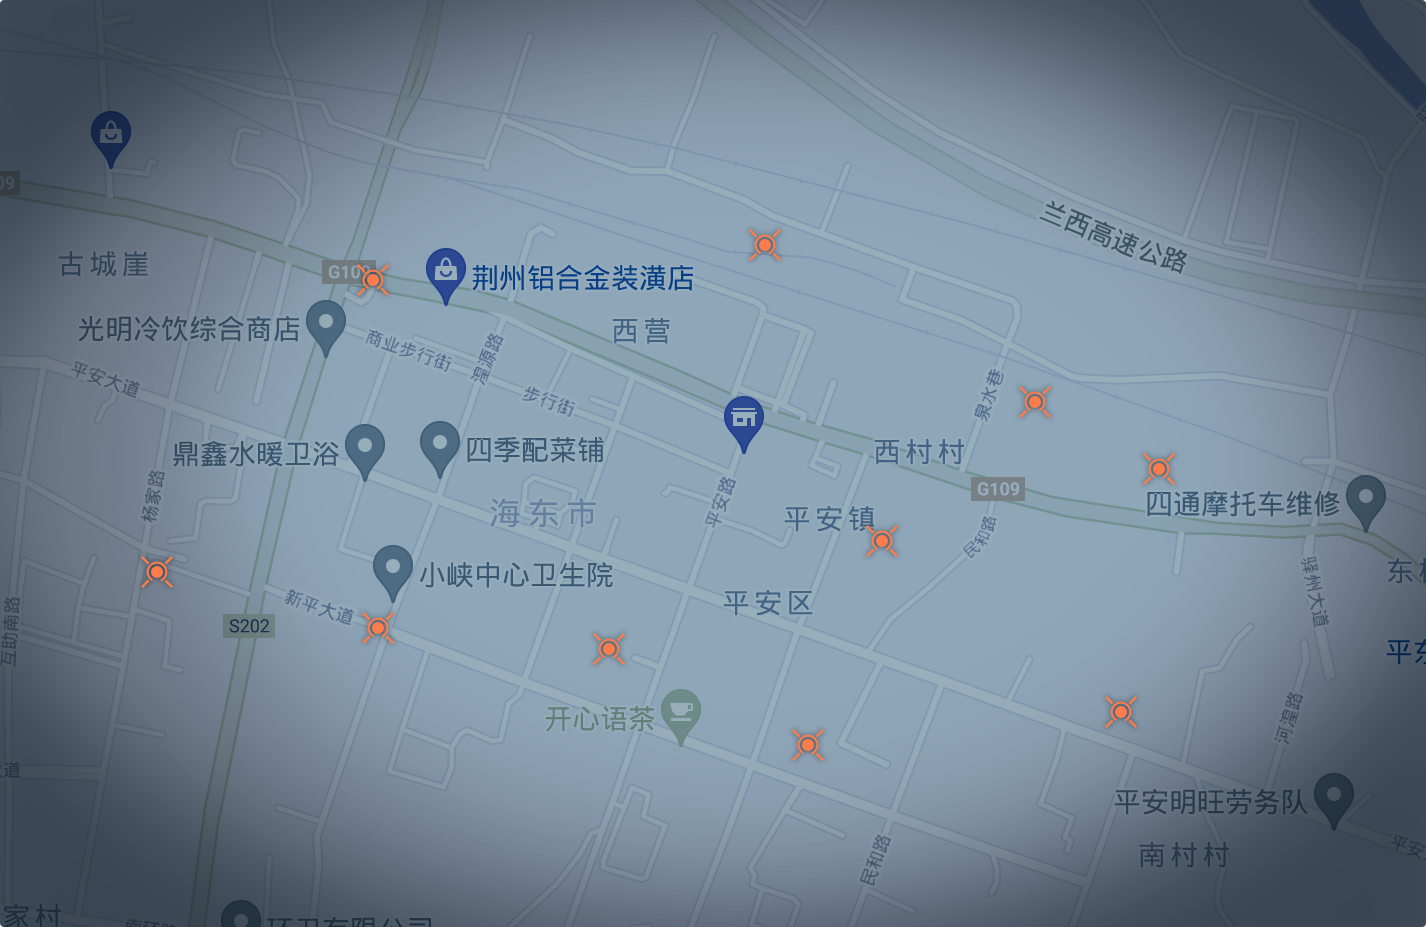 兰西高速公路
古城崖
荆州铝合金装潢店
光明冷饮综合商店
西营
商业步行街
湟源路
平安大道
步行街
泉水巷
鼎鑫水暖卫浴
四季配菜铺
西村村
杨家路
平安路
G109
海东市
平安镇
四通摩托车维修
民和路
小峡中心卫生院
驿州大道
新平大道
平安区
S202
互助南路
开心语茶
河湟路
平安明旺劳务队
民和路
南村村
平安
家村